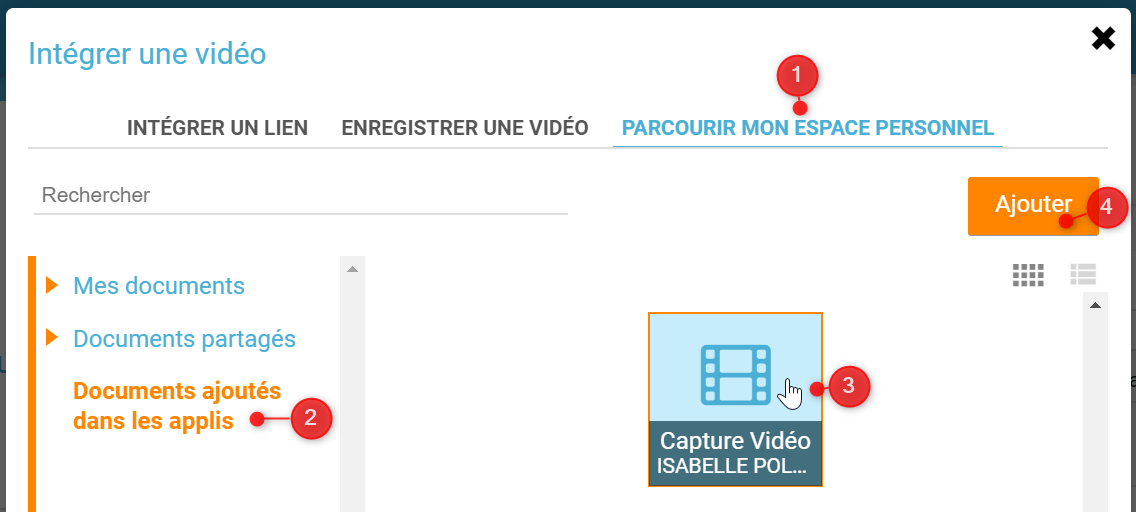 Intégrer une vidéo
1
INTÉGRER UN LIEN ENREGISTRER UNE VIDÉO PARCOURIR MON ESPACE PERSONNEL
Rechercher
Ajouter 4
Mes documents
Documents partagés
Documents ajoutés
dans les applis 2
3
Capture Vidéo
ISABELLE POL...